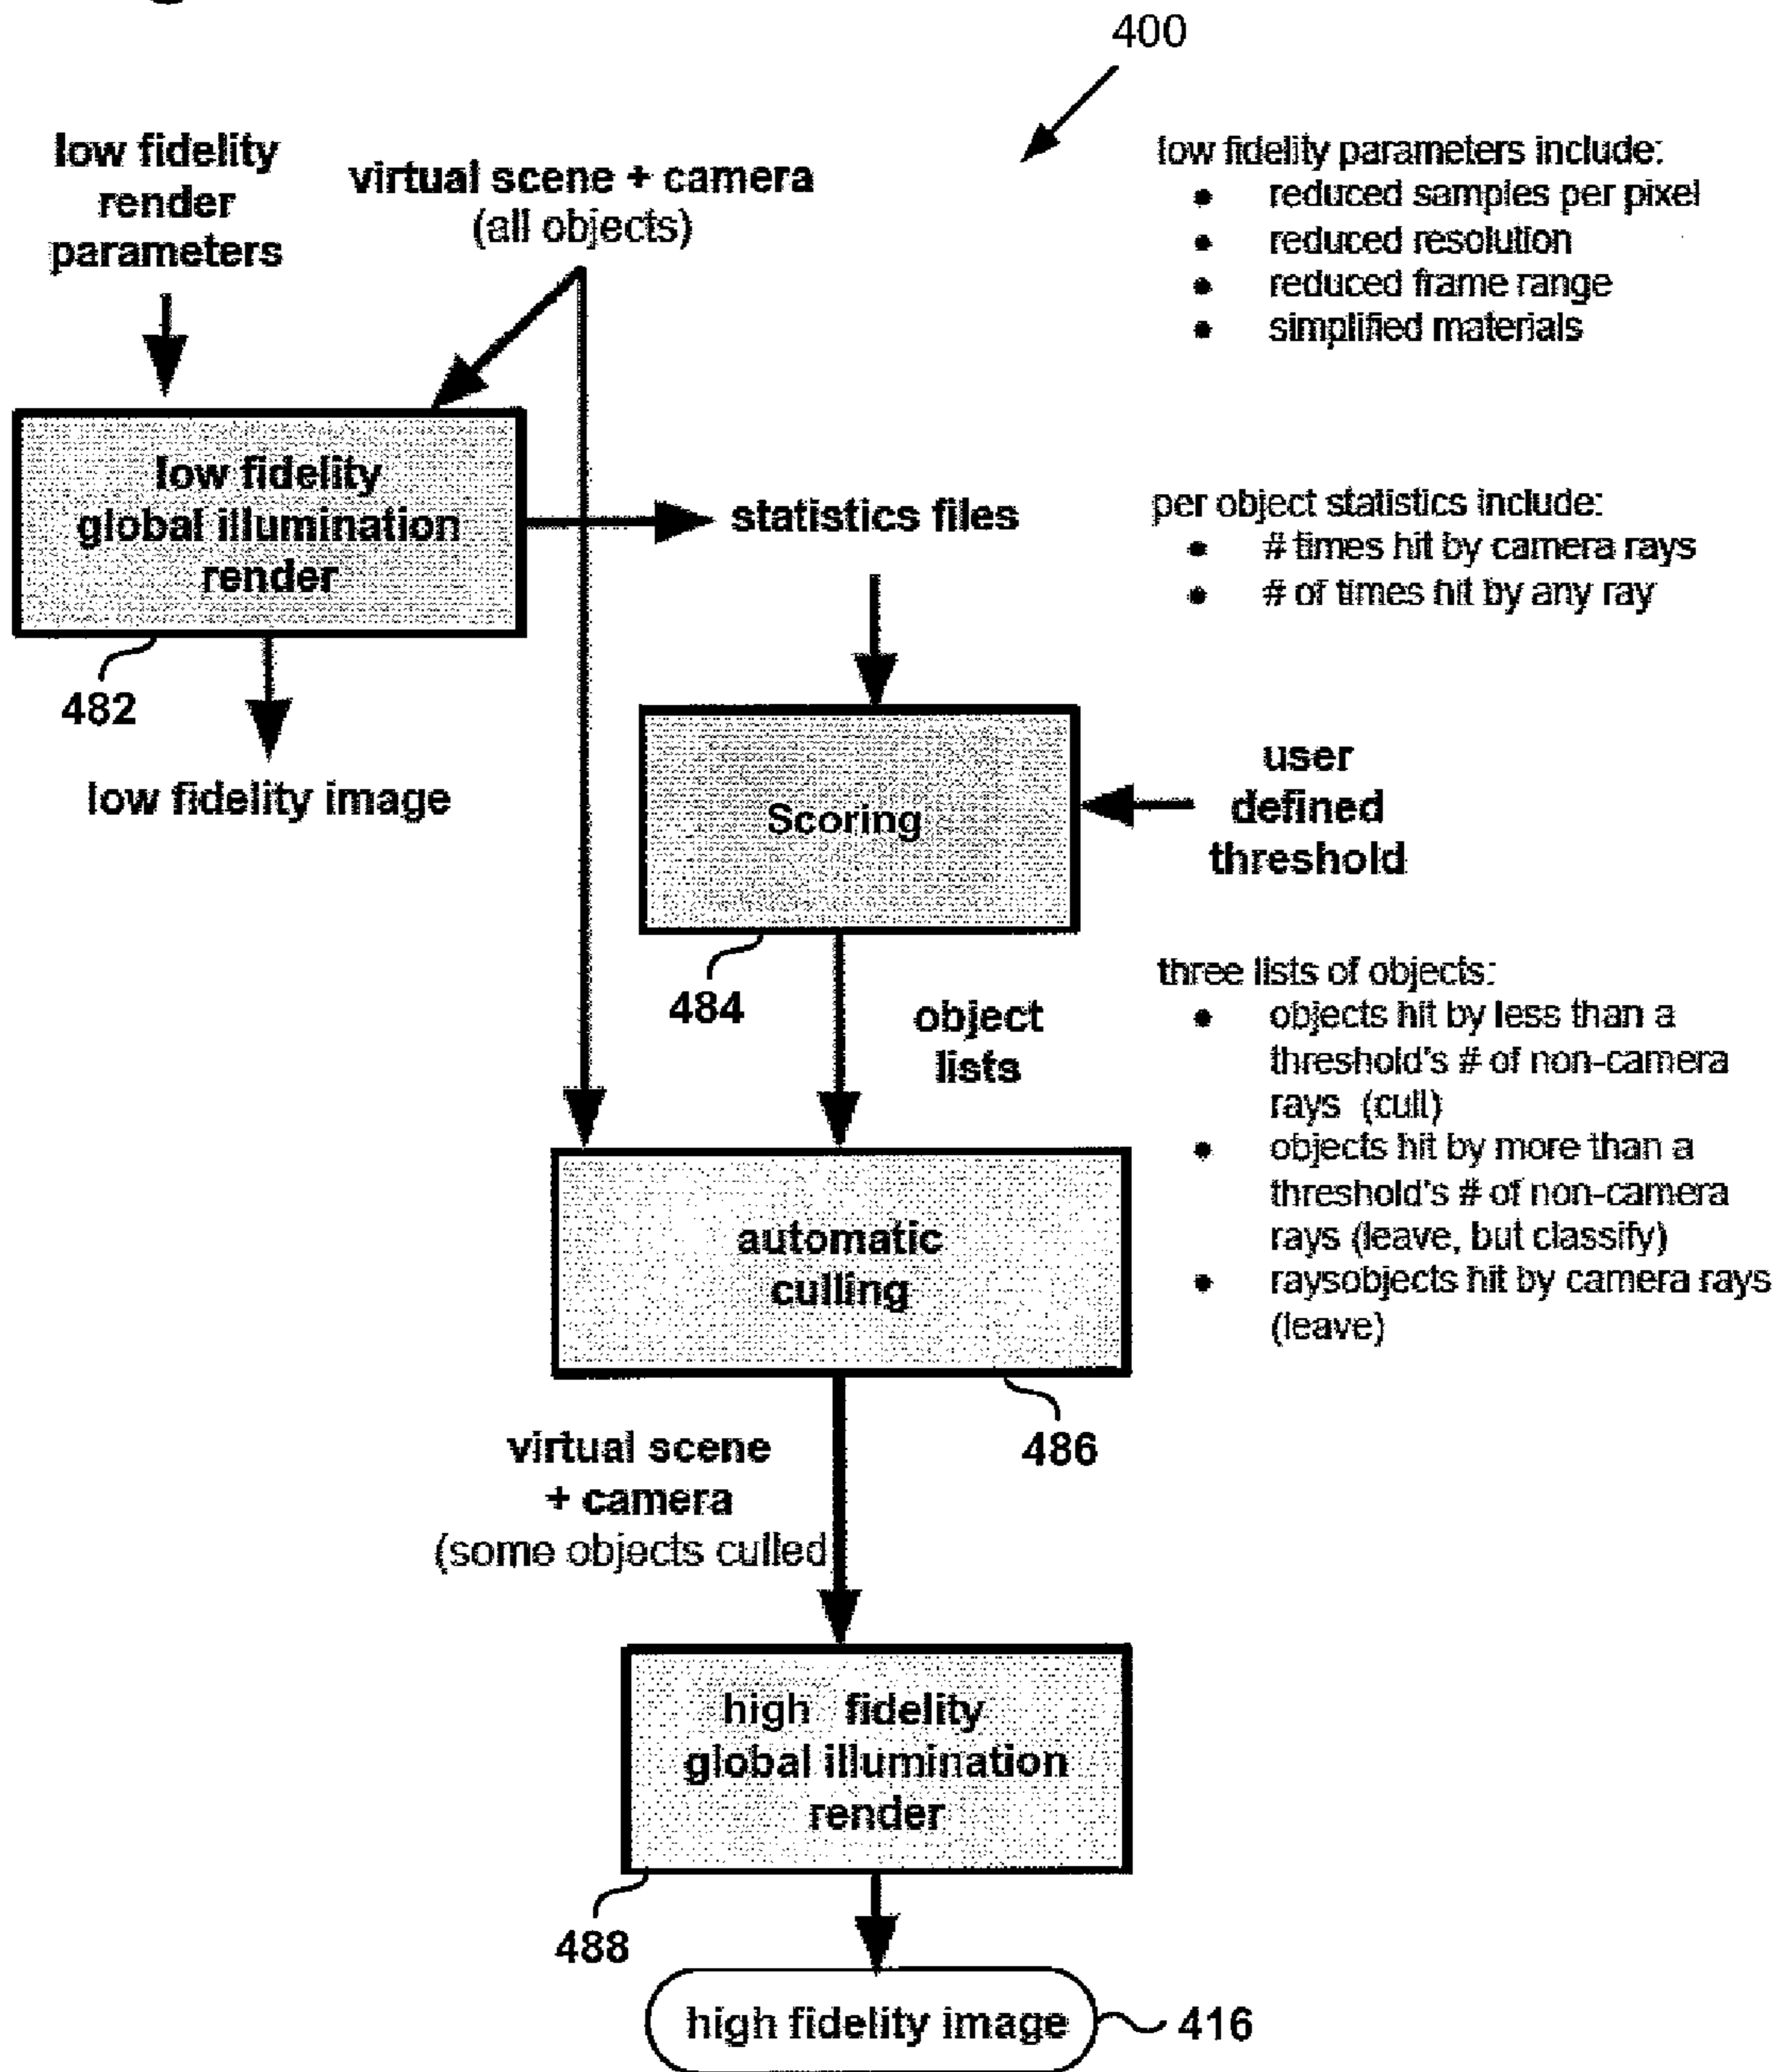 400
low fidelity
render
parameters
virtual scene + camera
(all objects)
low fidelity parameters include:
• reduced samples per pixel
• reduced resolution
• reduced frame range
• simplified materials
low fidelity
global illumination
render
482
low fidelity image
statistics files
per object statistics include:
• # times hit by camera rays
• # of times hit by any ray
Scoring
484
user
defined
threshold
object
lists
three lists of objects:
• objects hit by less than a
threshold's # of non-camera
rays (cull)
• objects hit by more than a
threshold's # of non-camera
rays (leave, but classify)
• raysobjects hit by camera rays
(leave)
automatic
culling
486
virtual scene
+ camera
(some objects culled
high fidelity
global illumination
render
488
high fidelity image
416